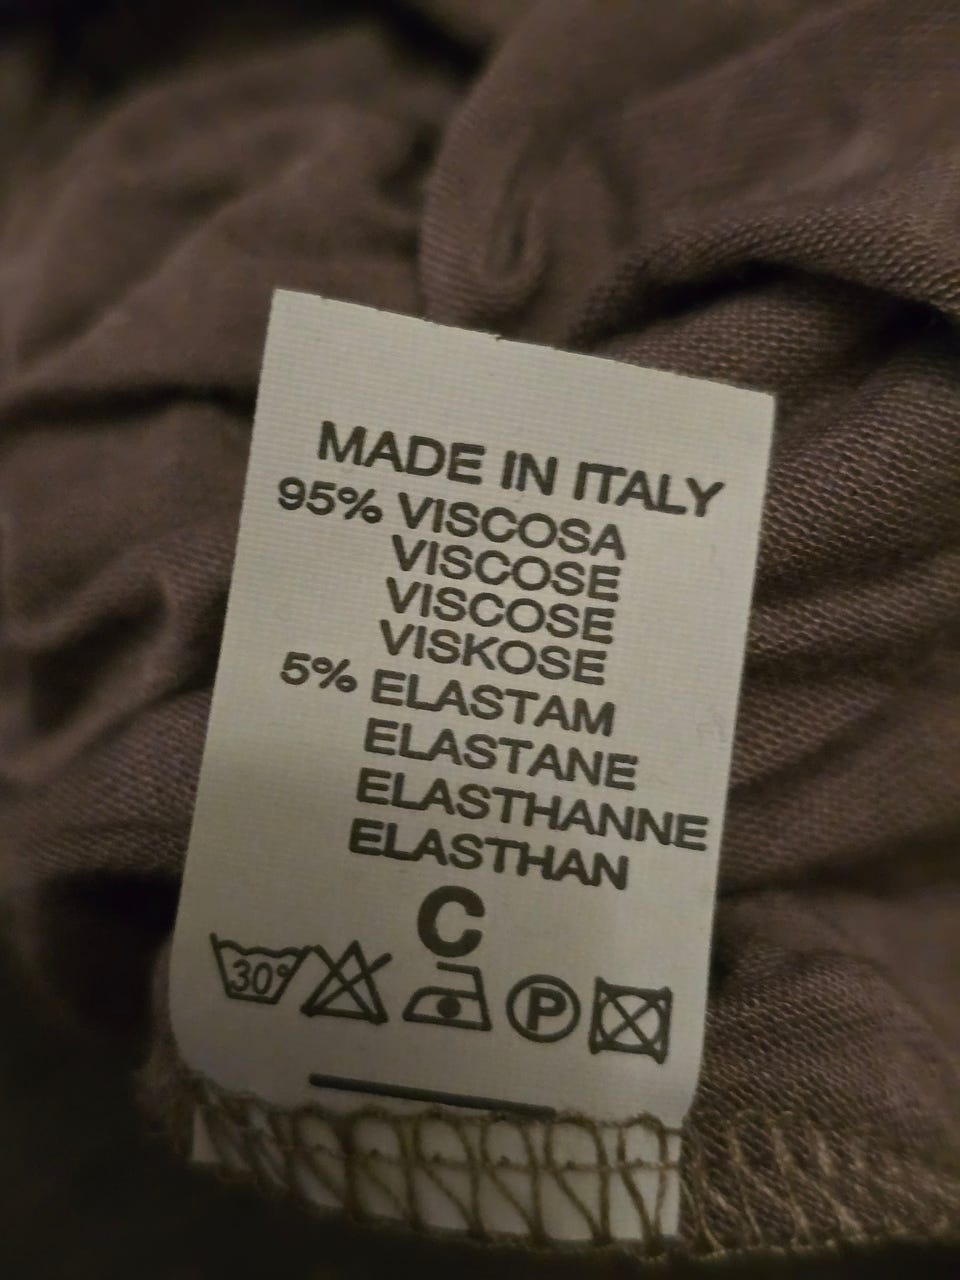 MADE IN ITALY
95% VISCOSA
VISCOSE
VISCOSE
VISKOSE
5% ELASTAM
ELASTANE
ELASTHANNE
ELASTHAN
C
30° P